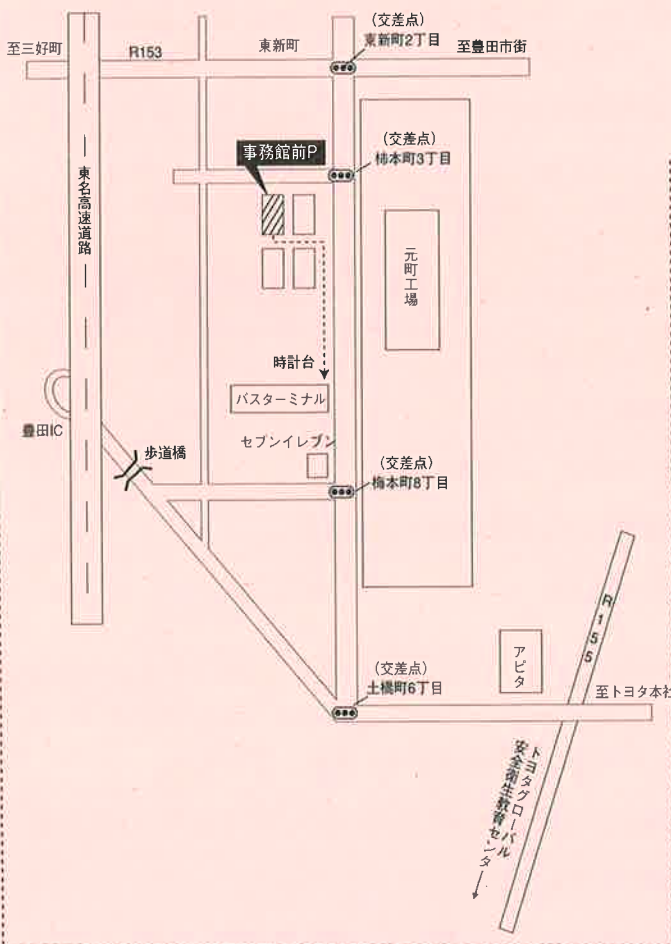 (交差点)
東新町2丁目
至三好町
R153
東新町
至豊田市街
(交差点)
柿本町3丁目
事務館前P
東名高速道路
元町工場
時計台
バスターミナル
豊田IC
歩道橋
セブンイレブン
(交差点)
梅本町8丁目
R155
アピタ
(交差点)
土橋町6丁目
至トヨタ本社
トヨタグローバル
安全衛生教育センター